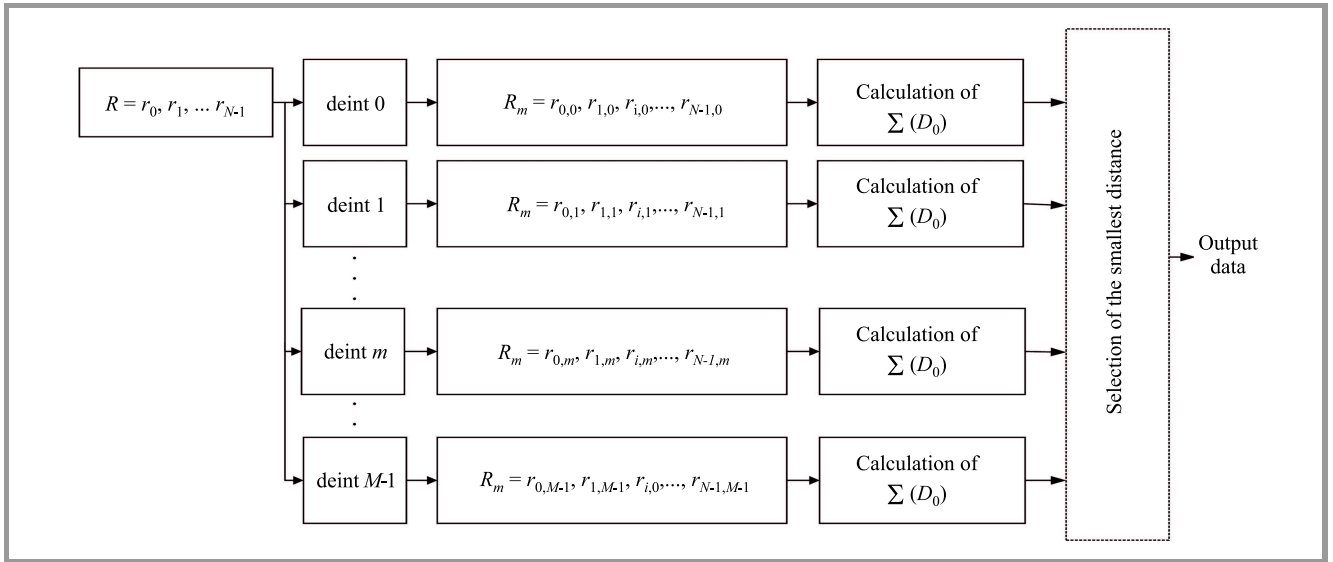 R = r0, r1, ... rN-1
deint 0
Rm = r0,0, r1,0, ri,0,..., rN-1,0
Calculation of
∑ (D0)
deint 1
Rm = r0,1, r1,1, ri,1,..., rN-1,1
Calculation of
∑ (D0)
deint m
Rm = r0,m, r1,m, ri,m,..., rN-1,m
Calculation of
∑ (D0)
deint M-1
Rm = r0,M-1, r1,M-1, ri,0,..., rN-1,M-1
Calculation of
∑ (D0)
Selection of the smallest distance
Output
data